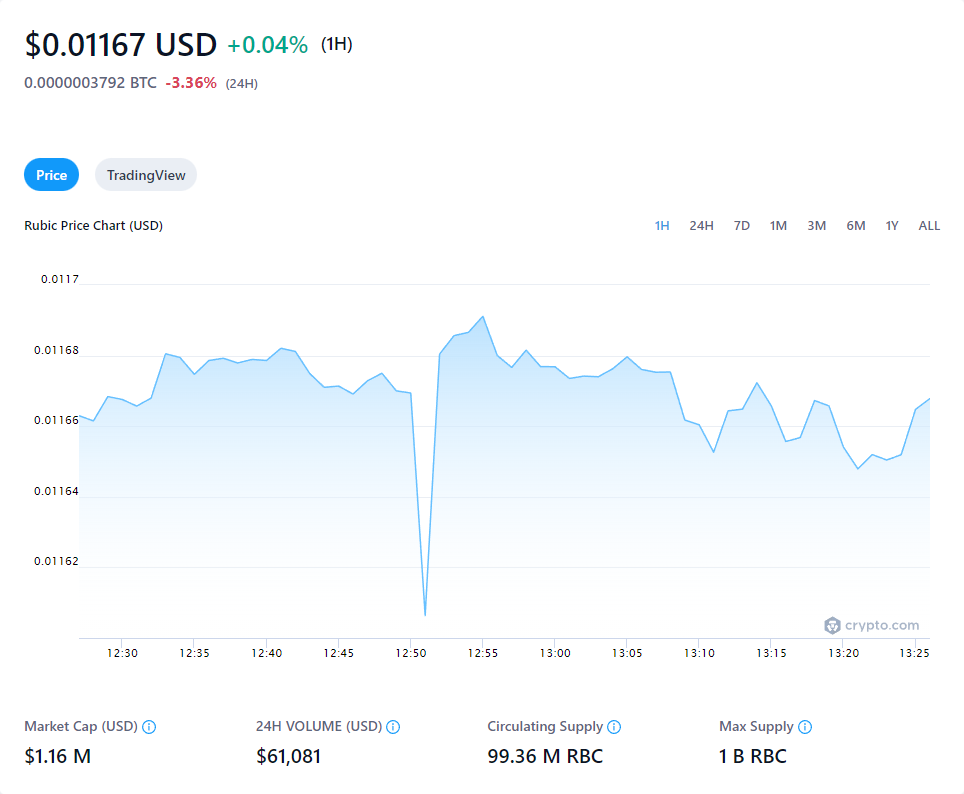 $0.01167 USD +0.04% (1H)
0.0000003792 BTC -3.36% (24H)
Price TradingView
Rubic Price Chart (USD) 1H 24H 7D 1M 3M 6M 1Y ALL
0.0117
0.01168
0.01166
0.01164
0.01162
crypto.com
12:30 12:35 12:40 12:45 12:50 12:55 13:00 13:05 13:10 13:15 13:20 13:25
Market Cap (USD) 24H VOLUME (USD) Circulating Supply Max Supply
$1.16 M $61,081 99.36 M RBC 1 B RBC